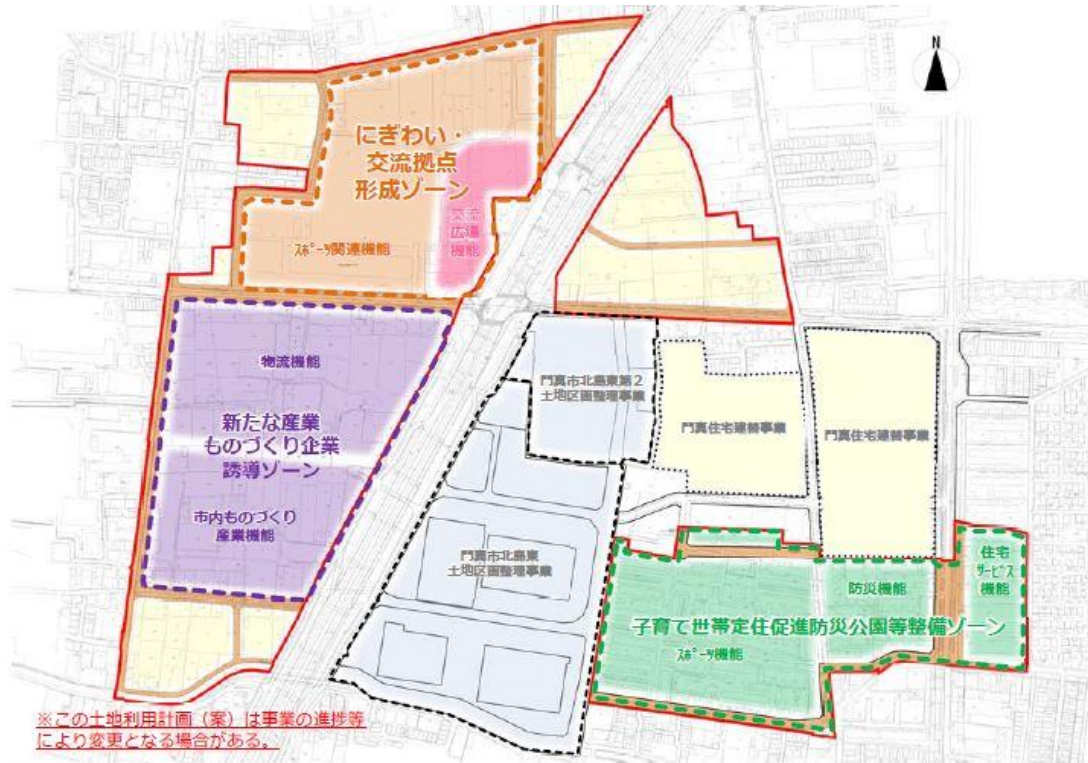 N
にぎわい・
交流拠点
形成ゾーン
交流
広場
機能
スポーツ関連機能
物流機能
新たな産業
ものづくり企業
誘導ゾーン
市内ものづくり
産業機能
門真市北島東第2
土地区画整理事業
門真住宅建替事業
門真住宅建替事業
門真市北島東
土地区画整理事業
住宅
サービス
機能
防災機能
子育て世帯定住促進防災公園等整備ゾーン
スポーツ機能
※この土地利用計画(案)は事業の進捗等
により変更となる場合がある。